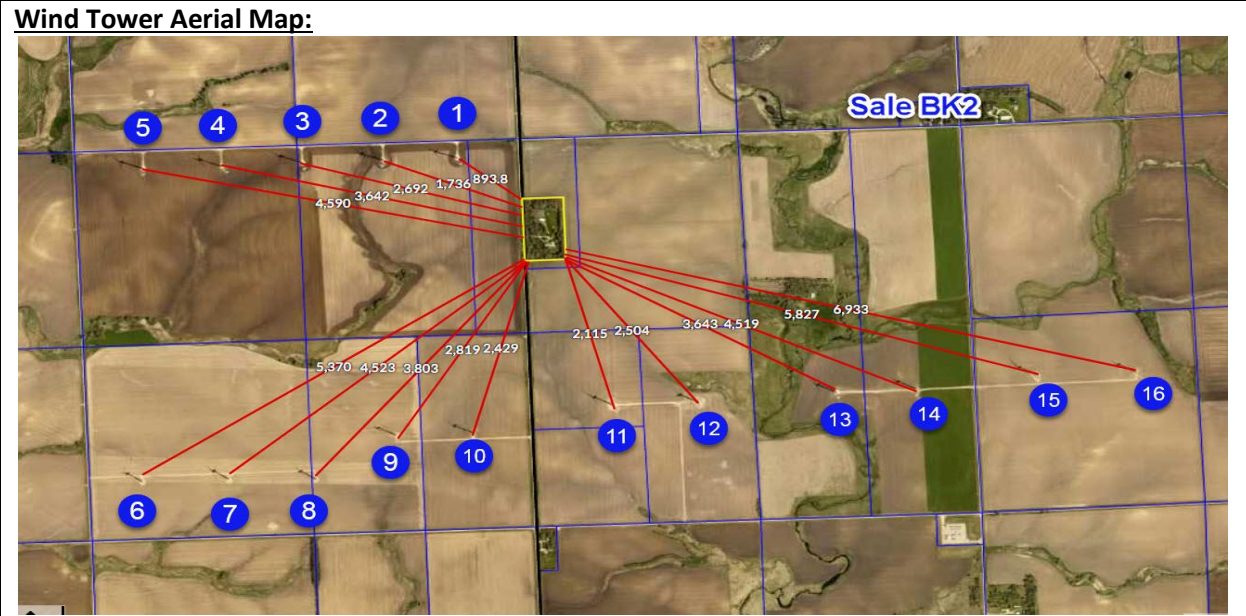 Wind Tower Aerial Map:
Sale BK2
5 4 3 2 1
4,590 3,642 2,692 1,736 893.8
5,370 4,523 3,803 2,819 2,429
2,115 2,504 3,643 4,519 5,827 6,933
6 7 8 9 10
11 12 13 14 15 16